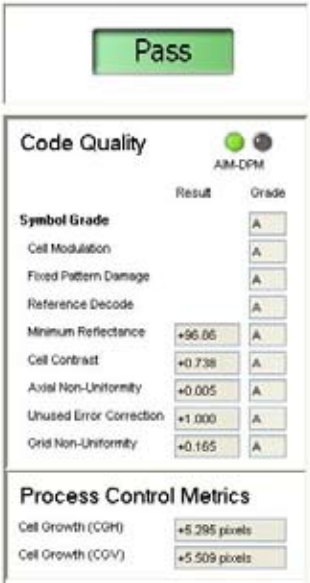 Pass
Code Quality
AIM-DPM
Result Grade
Symbol Grade A
Cell Modulation A
Fixed Pattern Damage A
Reference Decode A
Minimum Reflectance +96.06 A
Cell Contrast +0.738 A
Axial Non-Uniformity +0.005 A
Unused Error Correction +1.000 A
Grid Non-Uniformity +0.165 A
Process Control Metrics
Cell Growth (CGH) +5.295 pixels
Cell Growth (CGV) +5.509 pixels